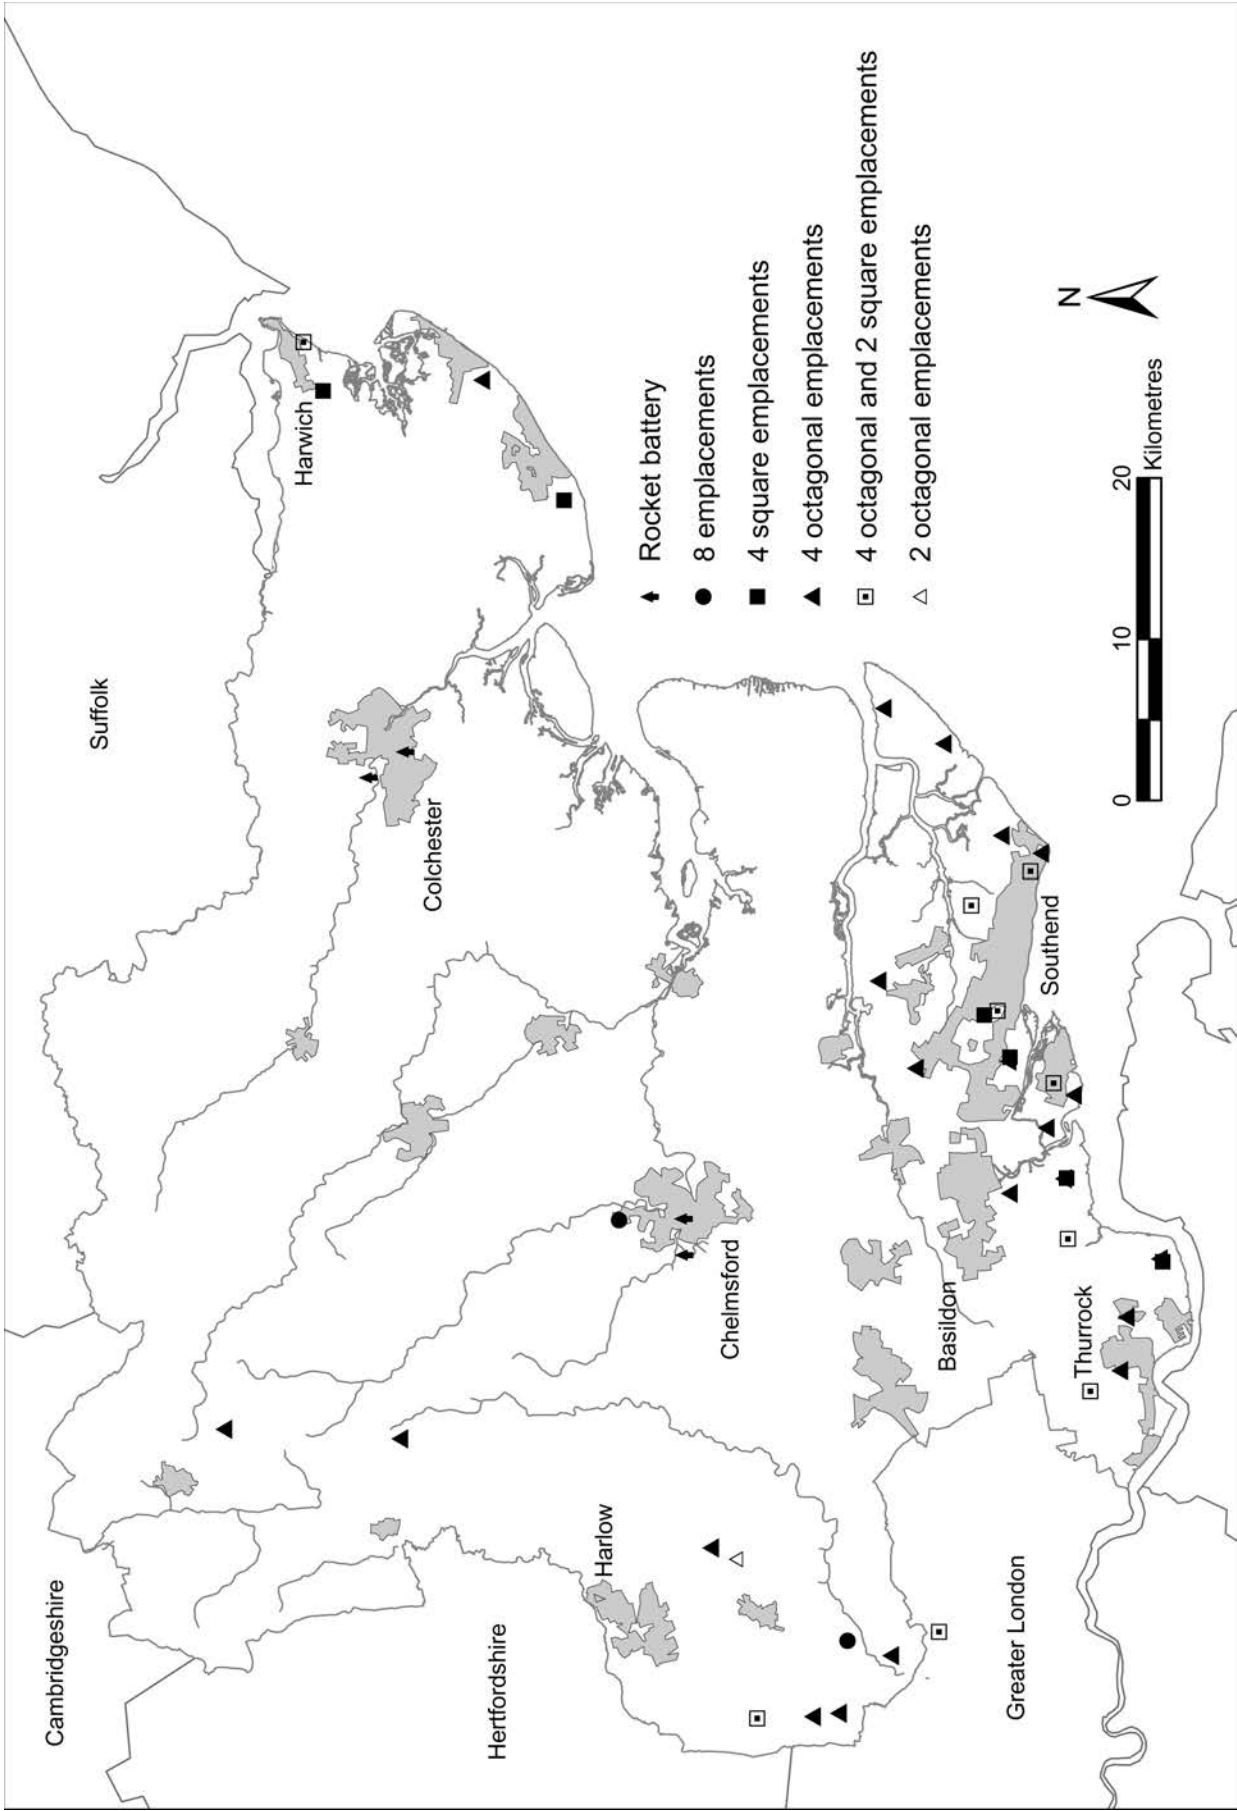 Cambridgeshire
Suffolk
Harwich
Colchester
Hertfordshire
Harlow
Chelmsford
Basildon
Greater London
Thurrock
Southend
Rocket battery
8 emplacements
4 square emplacements
4 octagonal emplacements
4 octagonal and 2 square emplacements
2 octagonal emplacements
N
0 10 20
Kilometres